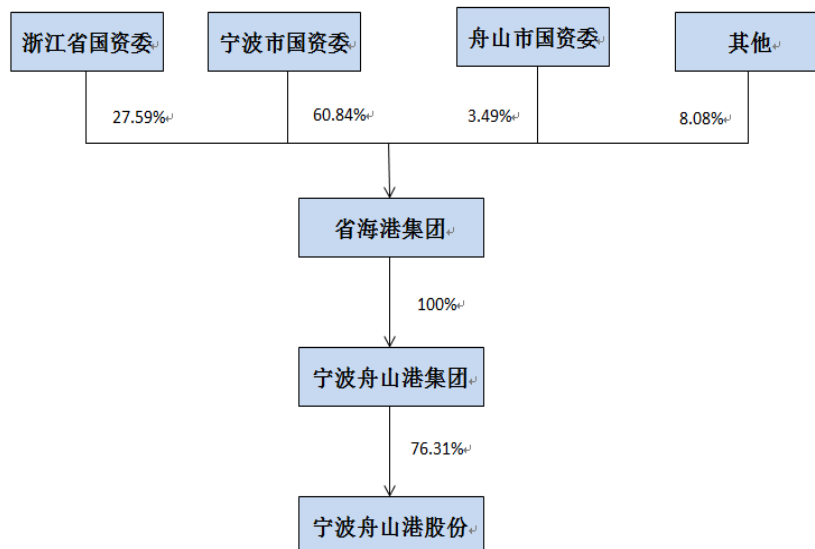 浙江省国资委
宁波市国资委
舟山市国资委
其他
27.59%
60.84%
3.49%
8.08%
省海港集团
100%
宁波舟山港集团
76.31%
宁波舟山港股份